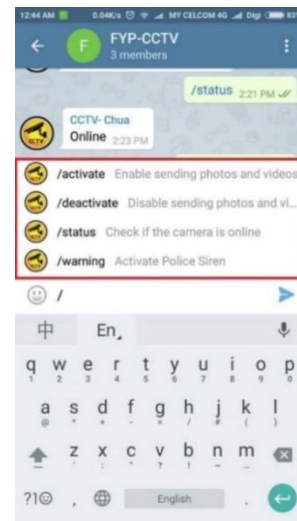 12:44 AM 0.04K/s MY CELCOM 4G Digi 83
F FYP-CCTV
3 members
/status 2:21 PM
CCTV- Chua
Online 2:23 PM
/activate Enable sending photos and videos
/deactivate Disable sending photos and vi...
/status Check if the camera is online
/warning Activate Police Siren
/
中 En
q w e r t y u i o p
1 2 3 4 5 6 7 8 9 0
a s d f g h j k l
z x c v b n m
?1☺ , English .